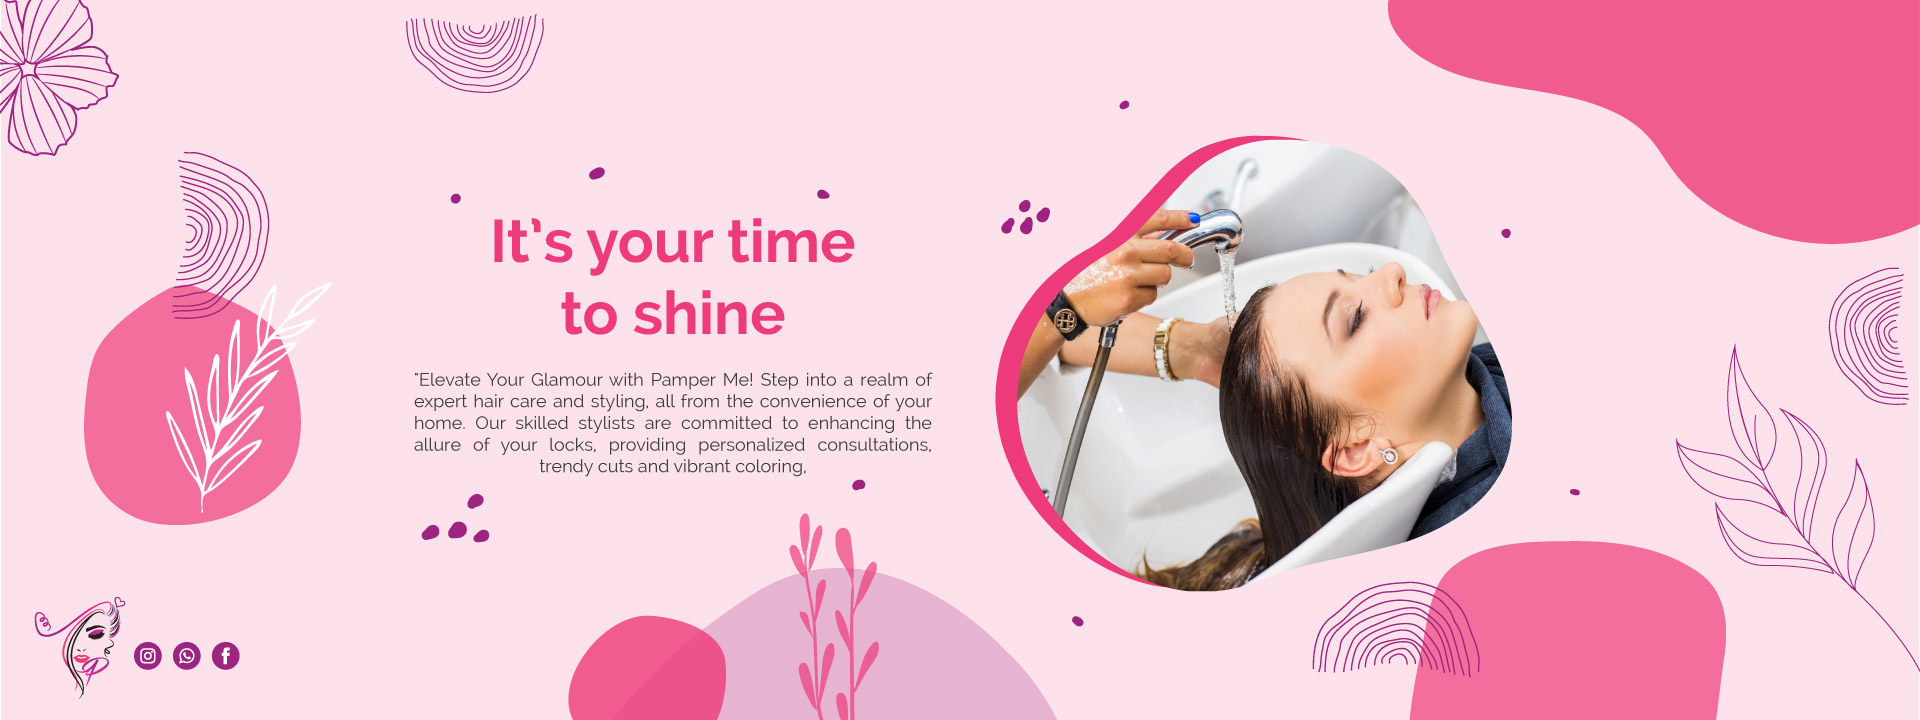 It's your time
to shine
"Elevate Your Glamour with Pamper Me! Step into a realm of
expert hair care and styling, all from the convenience of your
home. Our skilled stylists are committed to enhancing the
allure of your locks, providing personalized consultations,
trendy cuts and vibrant coloring,